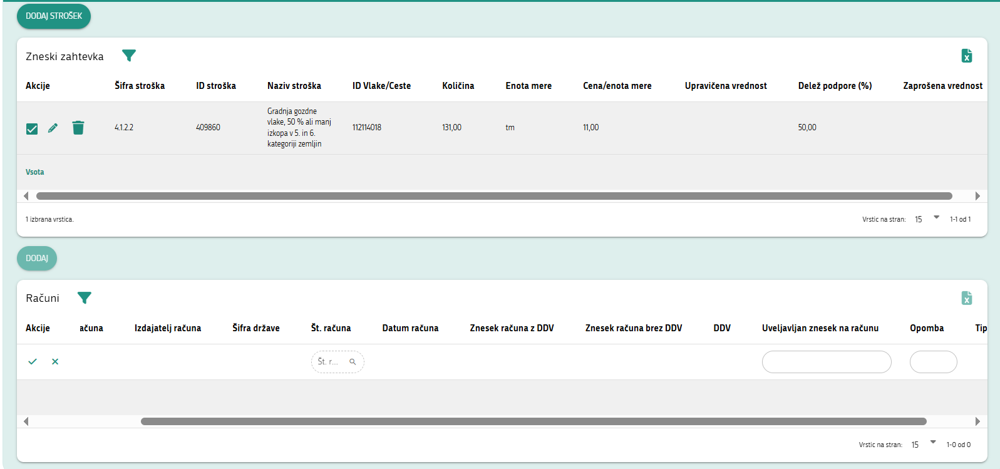 DODAJ STROŠEK
Zneski zahtevka
Akcije Šifra stroška ID stroška Naziv stroška ID Vlake/Ceste Količina Enota mere Cena/enota mere Upravičena vrednost Delež podpore (%) Zaprošena vrednost
4.1.2.2 409860 Gradnja gozdne vlake, 50 % ali manj izkopa v 5. in 6. kategoriji zemljin 112114018 131,00 tm 11,00 50,00
Vsota
1 izbrana vrstica. Vrstic na stran: 15 1-1 od 1
DODAJ
Računi
Akcije ačuna Izdajatelj računa Šifra države Št. računa Datum računa Znesek računa z DDV Znesek računa brez DDV DDV Uveljavljan znesek na računu Opomba Tip
Št. r...
Vrstic na stran: 15 1-0 od 0